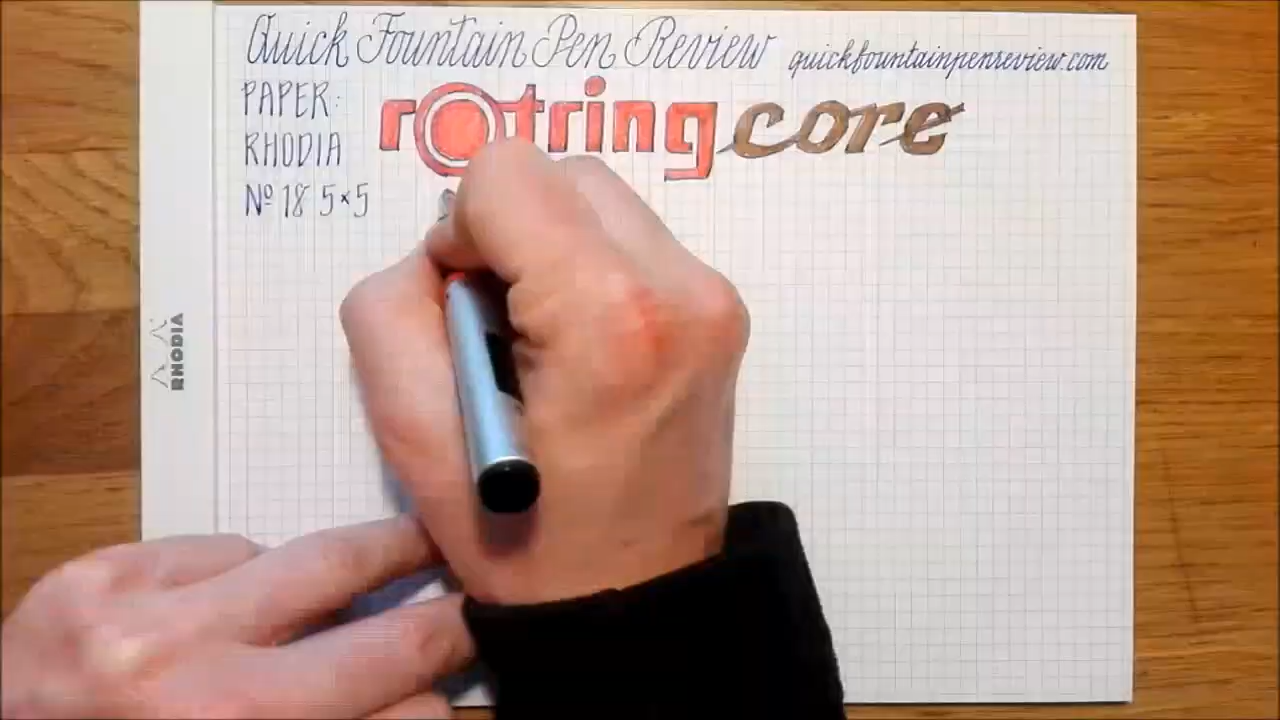 Quick Fountain Pen Review quickfountainpenreview.com
PAPER: rotring core
RHODIA
Nº 18 5×5
RHODIA